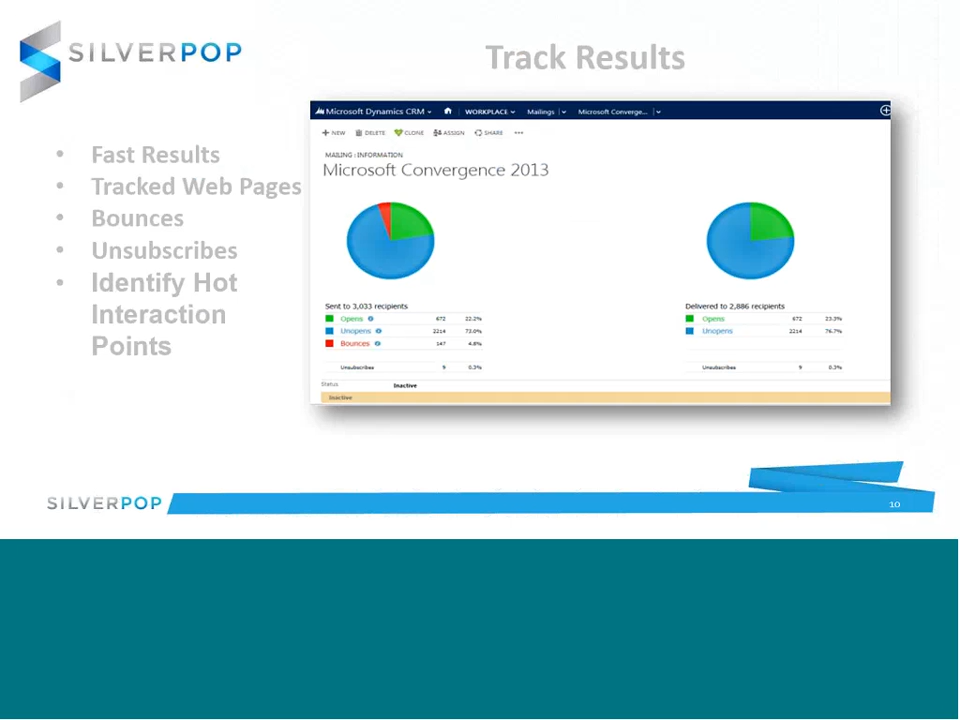 SILVERPOP
Track Results
• Fast Results
• Tracked Web Pages
• Bounces
• Unsubscribes
• Identify Hot
Interaction
Points
Microsoft Dynamics CRM WORKPLACE Mailings Microsoft Converge...
NEW DELETE CLONE ASSIGN SHARE •••
MAILING : INFORMATION
Microsoft Convergence 2013
Sent to 3,033 recipients
Opens 672 22.2%
Unopens 2214 73.0%
Bounces 147 4.8%
Unsubscribes 9 0.3%
Delivered to 2,886 recipients
Opens 672 23.3%
Unopens 2214 76.7%
Unsubscribes 9 0.3%
Status Inactive
Inactive
SILVERPOP
10